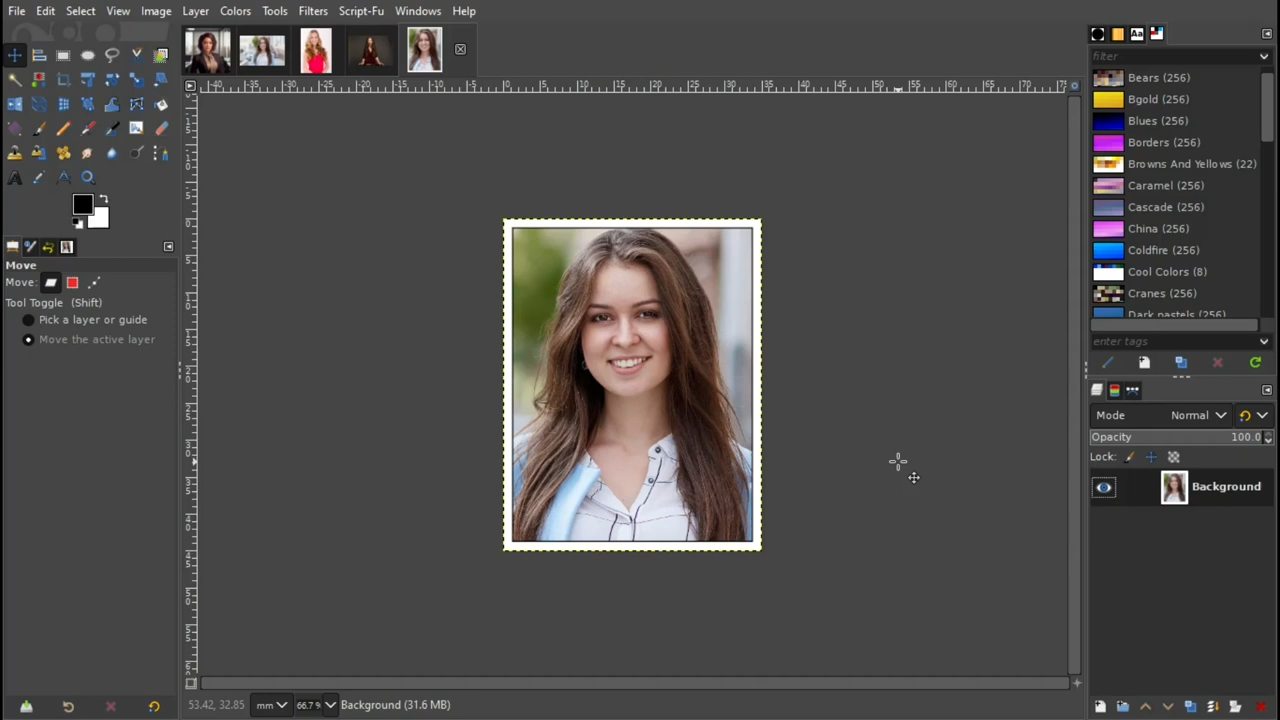 File Edit Select View Image Layer Colors Tools Filters Script-Fu Windows Help
filter
Bears (256)
Bgold (256)
Blues (256)
Borders (256)
Browns And Yellows (22)
Caramel (256)
Cascade (256)
China (256)
Coldfire (256)
Cool Colors (8)
Cranes (256)
Dark pastels (256)
enter tags
Move
Move:
Tool Toggle (Shift)
Pick a layer or guide
Move the active layer
Mode Normal
Opacity 100.0
Lock:
Background
53.42, 32.85 mm 66.7 % Background (31.6 MB)